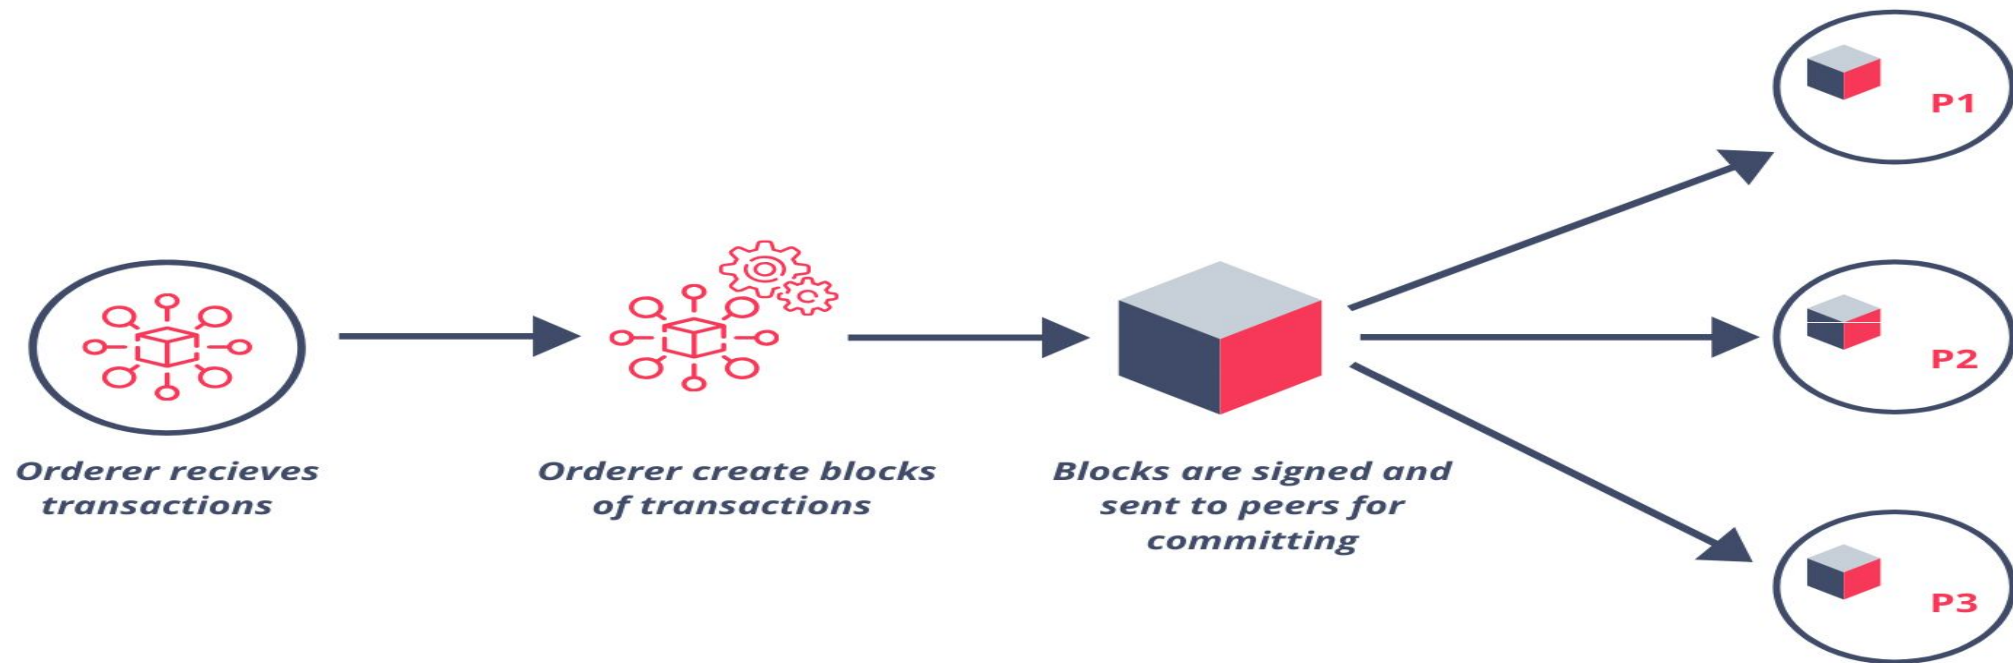 Orderer recieves
transactions
Orderer create blocks
of transactions
Blocks are signed and
sent to peers for
committing
P1
P2
P3